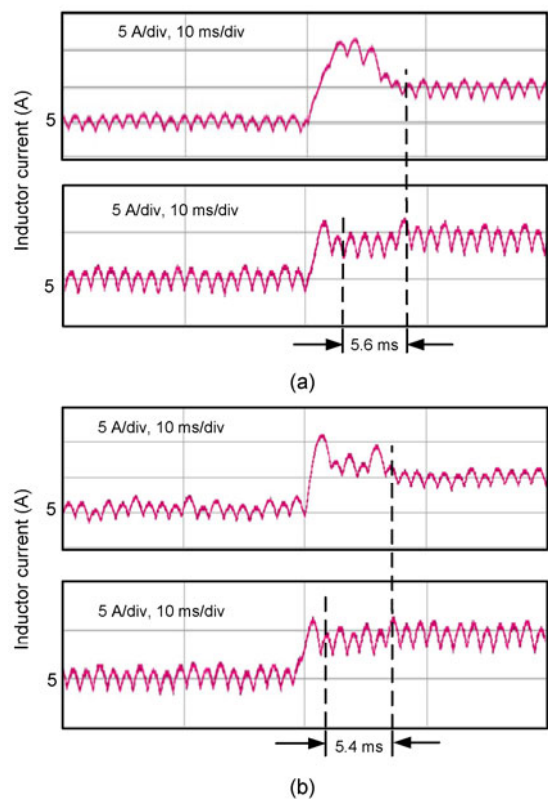 5 A/div, 10 ms/div
5
Inductor current (A)
5 A/div, 10 ms/div
5
5.6 ms
(a)
5 A/div, 10 ms/div
5
Inductor current (A)
5 A/div, 10 ms/div
5
5.4 ms
(b)